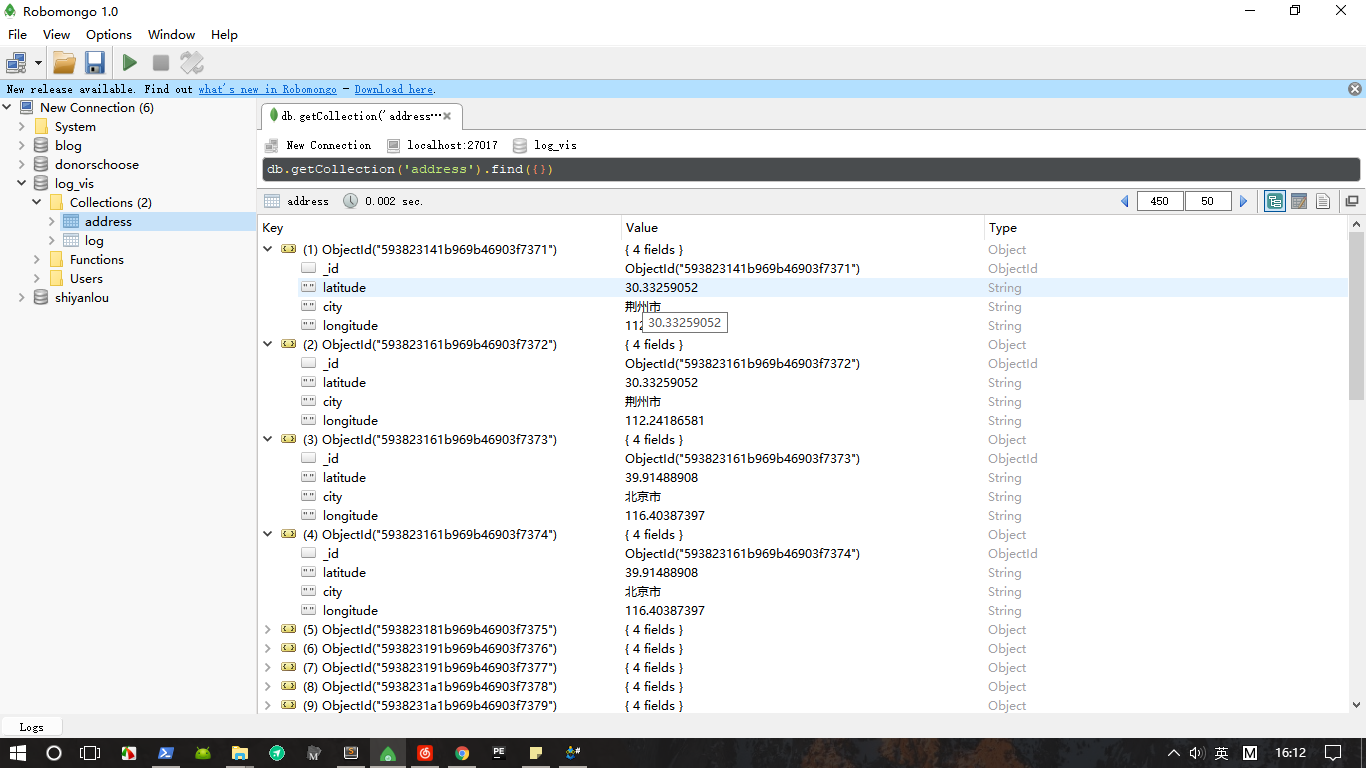 Robomongo 1.0
File View Options Window Help
New release available. Find out what's new in Robomongo — Download here.
New Connection (6)
System
blog
donorschoose
log_vis
Collections (2)
address
log
Functions
Users
shiyanlou
db.getCollection('address'…
New Connection localhost:27017 log_vis
db.getCollection('address').find({})
address 0.002 sec. 450 50
Key Value Type
(1) ObjectId("593823141b969b46903f7371") { 4 fields } Object
_id ObjectId("593823141b969b46903f7371") ObjectId
latitude 30.33259052 String
city 荆州市 String
longitude 112 String
30.33259052
(2) ObjectId("593823161b969b46903f7372") { 4 fields } Object
_id ObjectId("593823161b969b46903f7372") ObjectId
latitude 30.33259052 String
city 荆州市 String
longitude 112.24186581 String
(3) ObjectId("593823161b969b46903f7373") { 4 fields } Object
_id ObjectId("593823161b969b46903f7373") ObjectId
latitude 39.91488908 String
city 北京市 String
longitude 116.40387397 String
(4) ObjectId("593823161b969b46903f7374") { 4 fields } Object
_id ObjectId("593823161b969b46903f7374") ObjectId
latitude 39.91488908 String
city 北京市 String
longitude 116.40387397 String
(5) ObjectId("593823181b969b46903f7375") { 4 fields } Object
(6) ObjectId("593823191b969b46903f7376") { 4 fields } Object
(7) ObjectId("593823191b969b46903f7377") { 4 fields } Object
(8) ObjectId("5938231a1b969b46903f7378") { 4 fields } Object
(9) ObjectId("5938231a1b969b46903f7379") { 4 fields } Object
Logs
PE 英 M 16:12